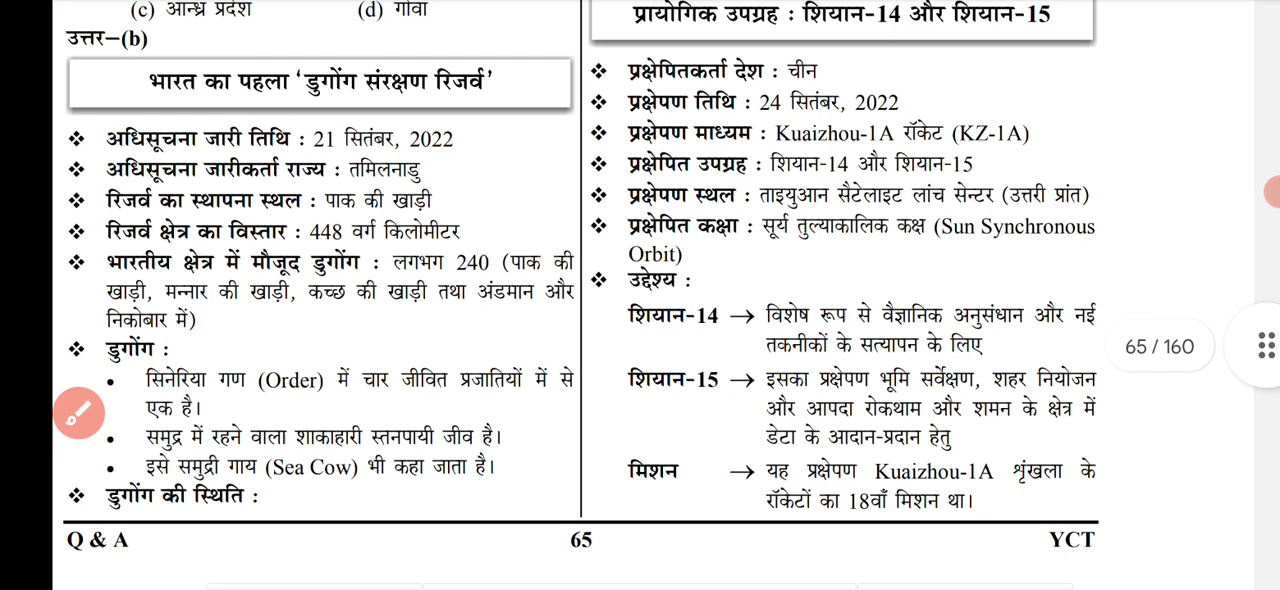 (c) आन्ध्र प्रदेश (d) गोवा
उत्तर–(b)
भारत का पहला ‘डुगोंग संरक्षण रिजर्व’
❖ अधिसूचना जारी तिथि : 21 सितंबर, 2022
❖ अधिसूचना जारीकर्ता राज्य : तमिलनाडु
❖ रिजर्व का स्थापना स्थल : पाक की खाड़ी
❖ रिजर्व क्षेत्र का विस्तार : 448 वर्ग किलोमीटर
❖ भारतीय क्षेत्र में मौजूद डुगोंग : लगभग 240 (पाक की
खाड़ी, मन्नार की खाड़ी, कच्छ की खाड़ी तथा अंडमान और
निकोबार में)
❖ डुगोंग :
• सिनेरिया गण (Order) में चार जीवित प्रजातियों में से
एक है।
• समुद्र में रहने वाला शाकाहारी स्तनपायी जीव है।
• इसे समुद्री गाय (Sea Cow) भी कहा जाता है।
❖ डुगोंग की स्थिति :
प्रायोगिक उपग्रह : शियान-14 और शियान-15
❖ प्रक्षेपितकर्ता देश : चीन
❖ प्रक्षेपण तिथि : 24 सितंबर, 2022
❖ प्रक्षेपण माध्यम : Kuaizhou-1A रॉकेट (KZ-1A)
❖ प्रक्षेपित उपग्रह : शियान-14 और शियान-15
❖ प्रक्षेपण स्थल : ताइयुआन सैटेलाइट लांच सेन्टर (उत्तरी प्रांत)
❖ प्रक्षेपित कक्षा : सूर्य तुल्याकालिक कक्ष (Sun Synchronous
Orbit)
❖ उद्देश्य :
शियान-14 → विशेष रूप से वैज्ञानिक अनुसंधान और नई
तकनीकों के सत्यापन के लिए
शियान-15 → इसका प्रक्षेपण भूमि सर्वेक्षण, शहर नियोजन
और आपदा रोकथाम और शमन के क्षेत्र में
डेटा के आदान-प्रदान हेतु
मिशन → यह प्रक्षेपण Kuaizhou-1A शृंखला के
रॉकेटों का 18वाँ मिशन था।
65 / 160
Q & A 65 YCT